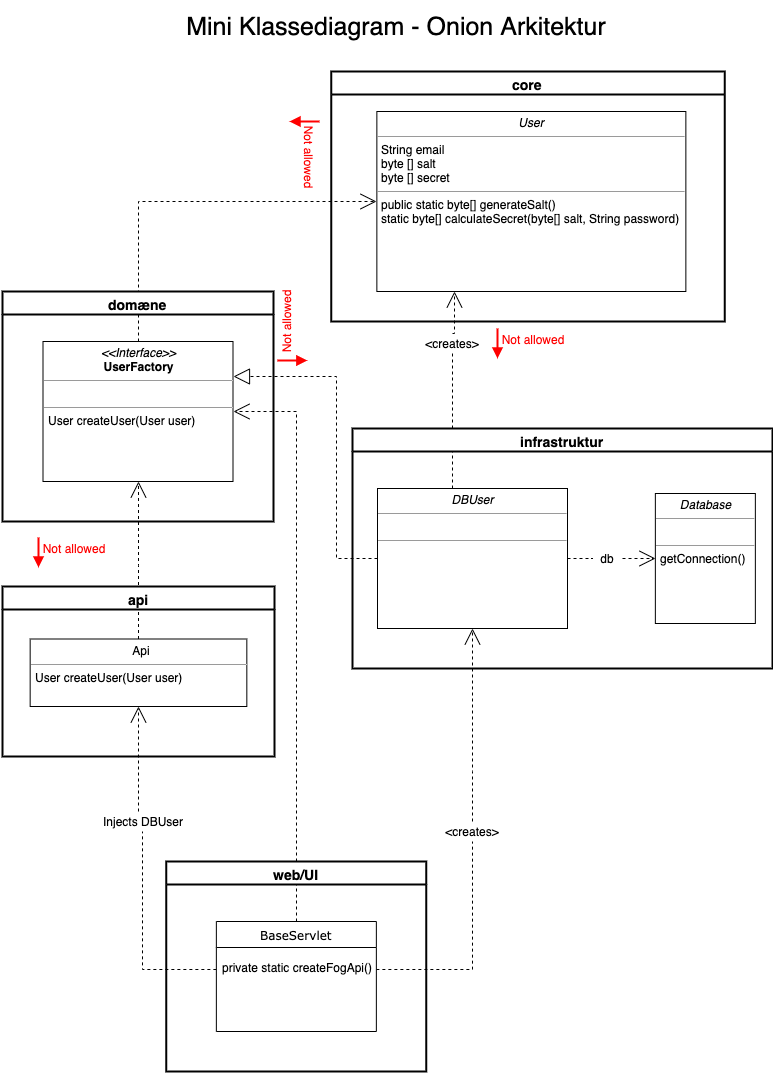 Mini Klassediagram - Onion Arkitektur
core
User
String email
byte [] salt
byte [] secret
public static byte[] generateSalt()
static byte[] calculateSecret(byte[] salt, String password)
Not allowed
domæne
<<Interface>>
UserFactory
User createUser(User user)
Not allowed
<creates>
Not allowed
infrastruktur
DBUser
db
Database
getConnection()
Not allowed
api
Api
User createUser(User user)
Injects DBUser
<creates>
web/UI
BaseServlet
private static createFogApi()